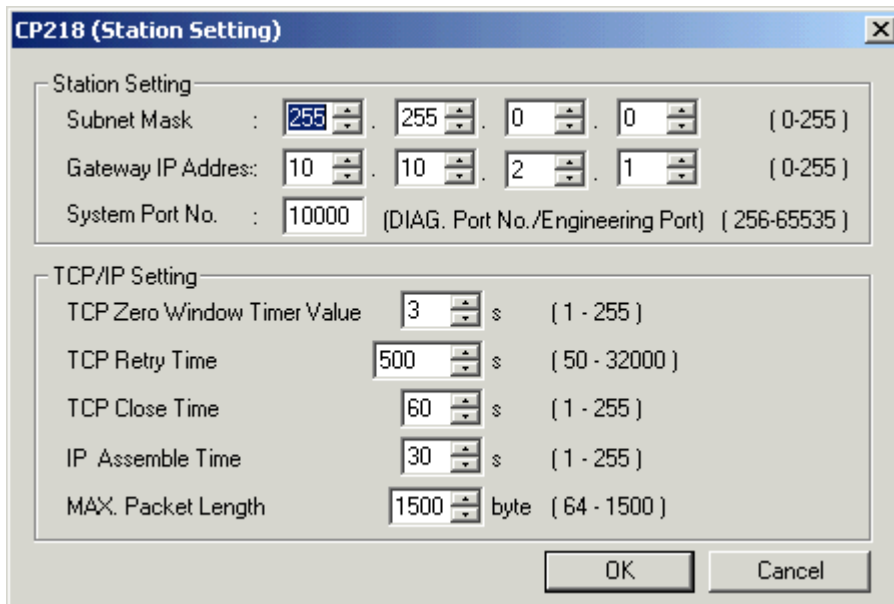 CP218 (Station Setting)
Station Setting
Subnet Mask : 255 . 255 . 0 . 0 ( 0-255 )
Gateway IP Addres: 10 . 10 . 2 . 1 ( 0-255 )
System Port No. : 10000 (DIAG. Port No./Engineering Port) ( 256-65535 )
TCP/IP Setting
TCP Zero Window Timer Value 3 s ( 1 - 255 )
TCP Retry Time 500 s ( 50 - 32000 )
TCP Close Time 60 s ( 1 - 255 )
IP Assemble Time 30 s ( 1 - 255 )
MAX. Packet Length 1500 byte ( 64 - 1500 )
OK Cancel